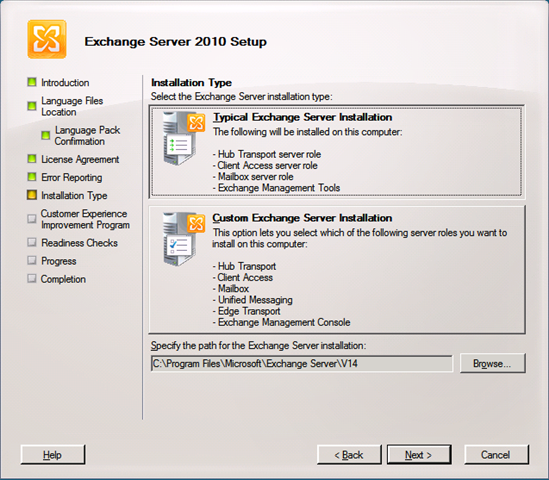 Exchange Server 2010 Setup
Introduction
Language Files
Location
Language Pack
Confirmation
License Agreement
Error Reporting
Installation Type
Customer Experience
Improvement Program
Readiness Checks
Progress
Completion
Installation Type
Select the Exchange Server installation type:
Typical Exchange Server Installation
The following will be installed on this computer:
- Hub Transport server role
- Client Access server role
- Mailbox server role
- Exchange Management Tools
Custom Exchange Server Installation
This option lets you select which of the following server roles you want to
install on this computer:
- Hub Transport
- Client Access
- Mailbox
- Unified Messaging
- Edge Transport
- Exchange Management Console
Specify the path for the Exchange Server installation:
C:\Program Files\Microsoft\Exchange Server\V14
Browse...
Help
< Back
Next >
Cancel